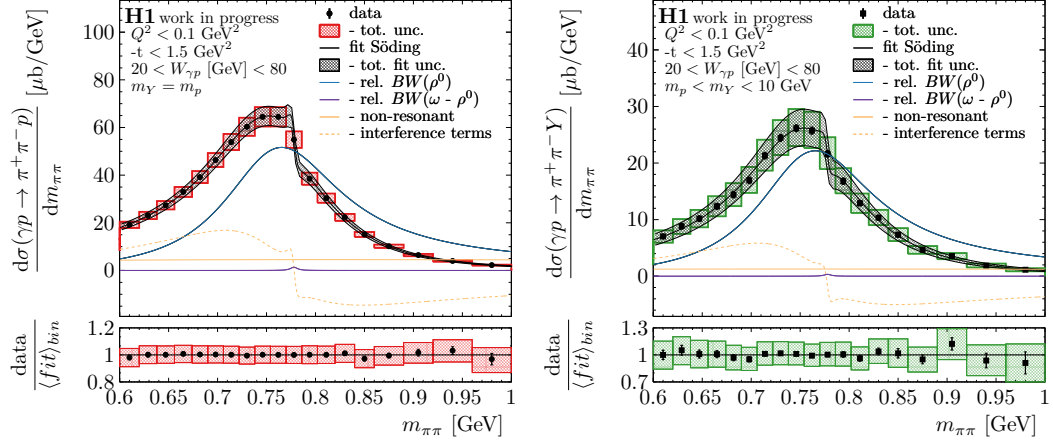 H1 work in progress
Q² < 0.1 GeV²
-t < 1.5 GeV²
20 < W_γp [GeV] < 80
m_Y = m_p
data
- tot. unc.
fit Söding
- tot. fit unc.
- rel. BW(ρ⁰)
- rel. BW(ω - ρ⁰)
- non-resonant
- interference terms
dσ(γp → π⁺π⁻p)
dm_ππ
[μb/GeV]
100
80
60
40
20
0
data
⟨fit⟩_bin
1.2
1
0.8
0.6 0.65 0.7 0.75 0.8 0.85 0.9 0.95 1
m_ππ [GeV]
H1 work in progress
Q² < 0.1 GeV²
-t < 1.5 GeV²
20 < W_γp [GeV] < 80
m_p < m_Y < 10 GeV
data
- tot. unc.
fit Söding
- tot. fit unc.
- rel. BW(ρ⁰)
- rel. BW(ω - ρ⁰)
- non-resonant
- interference terms
dσ(γp → π⁺π⁻Y)
dm_ππ
[μb/GeV]
40
30
20
10
0
data
⟨fit⟩_bin
1.3
1
0.7
0.6 0.65 0.7 0.75 0.8 0.85 0.9 0.95 1
m_ππ [GeV]